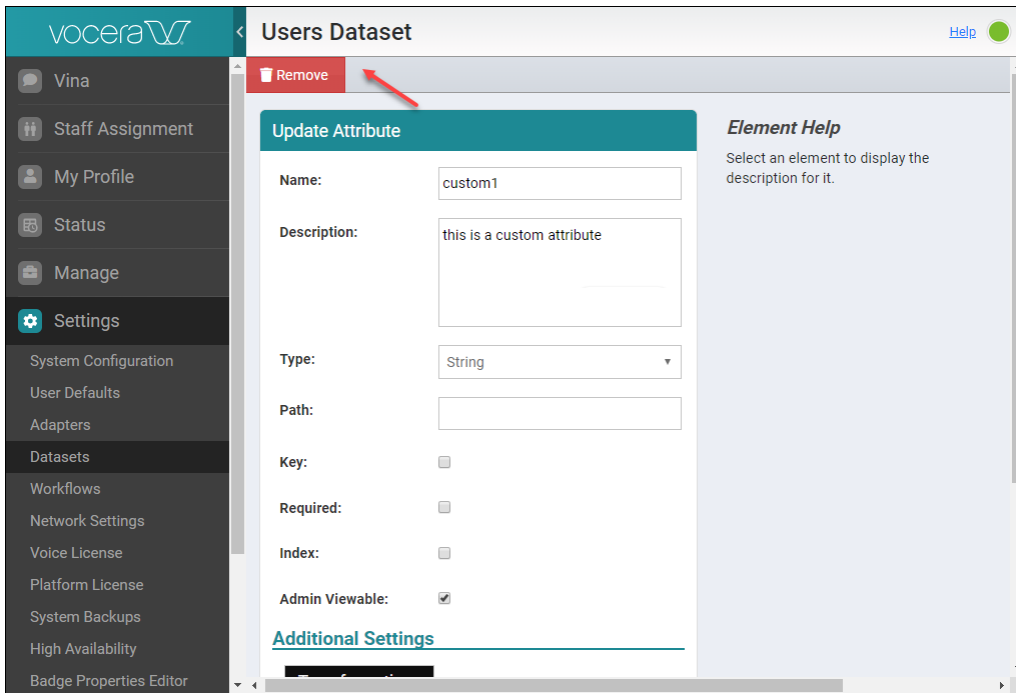 vocera
Users Dataset
Help
Vina
Staff Assignment
My Profile
Status
Manage
Settings
System Configuration
User Defaults
Adapters
Datasets
Workflows
Network Settings
Voice License
Platform License
System Backups
High Availability
Badge Properties Editor
Remove
Update Attribute
Name:
custom1
Description:
this is a custom attribute
Type:
String
Path:
Key:
Required:
Index:
Admin Viewable:
Additional Settings
Element Help
Select an element to display the
description for it.